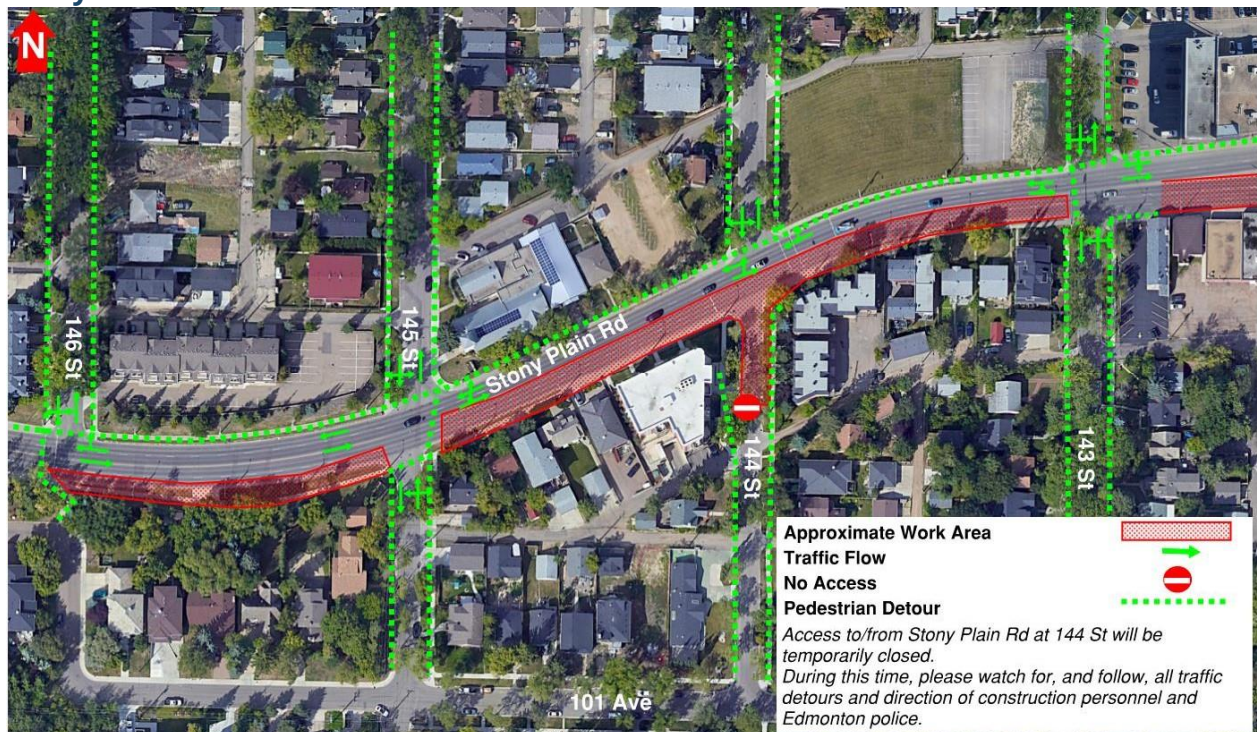 N
146 St
145 St
Stony Plain Rd
144 St
143 St
101 Ave
Approximate Work Area
Traffic Flow
No Access
Pedestrian Detour
Access to/from Stony Plain Rd at 144 St will be
temporarily closed.
During this time, please watch for, and follow, all traffic
detours and direction of construction personnel and
Edmonton police.